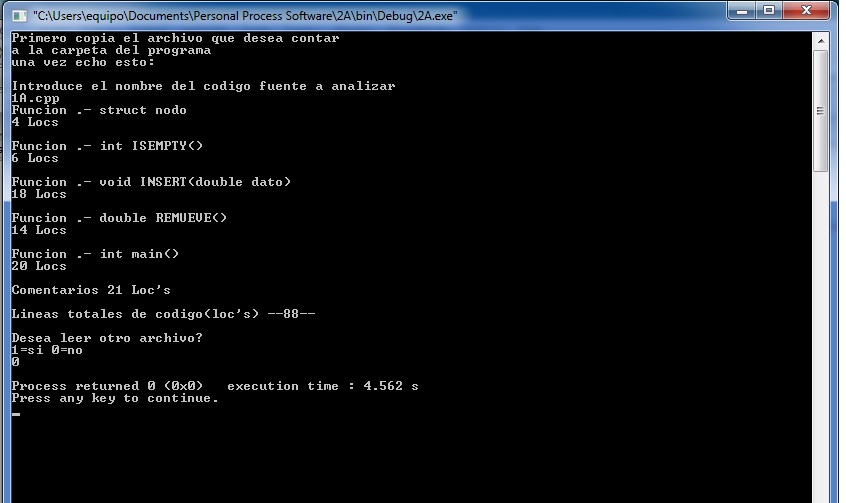 "C:\Users\equipo\Documents\Personal Process Software\2A\bin\Debug\2A.exe"
Primero copia el archivo que desea contar
a la carpeta del programa
una vez echo esto:
Introduce el nombre del codigo fuente a analizar
1A.cpp
Funcion .- struct nodo
4 Locs
Funcion .- int ISEMPTY()
6 Locs
Funcion .- void INSERT(double dato)
18 Locs
Funcion .- double REMUEVE()
14 Locs
Funcion .- int main()
20 Locs
Comentarios 21 Loc's
Lineas totales de codigo(loc's) --88--
Desea leer otro archivo?
1=si 0=no
0
Process returned 0 (0x0)   execution time : 4.562 s
Press any key to continue.